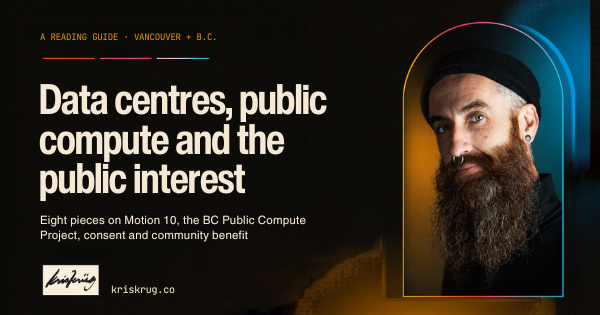 A READING GUIDE · VANCOUVER + B.C.
Data centres, public
compute and the
public interest
Eight pieces on Motion 10, the BC Public Compute
Project, consent and community benefit
kriskrüg
kriskrug.co